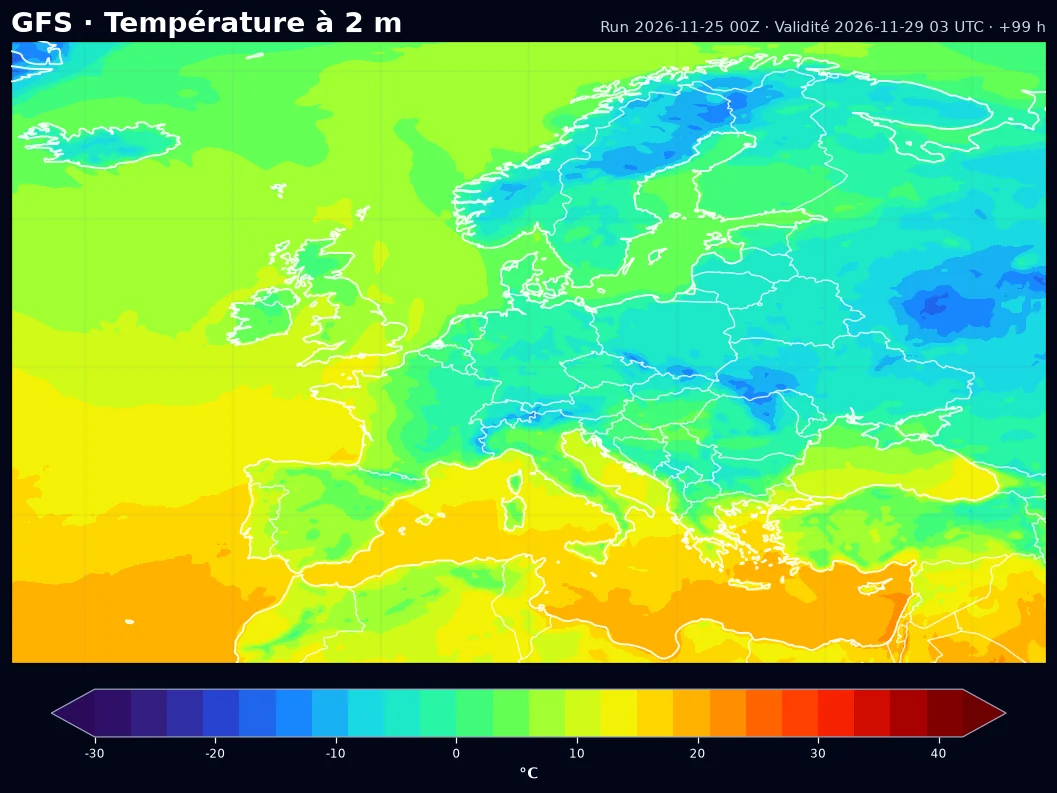 GFS · Température à 2 m
Run 2026-11-25 00Z · Validité 2026-11-29 03 UTC · +99 h
-30 -20 -10 0 10 20 30 40
°C